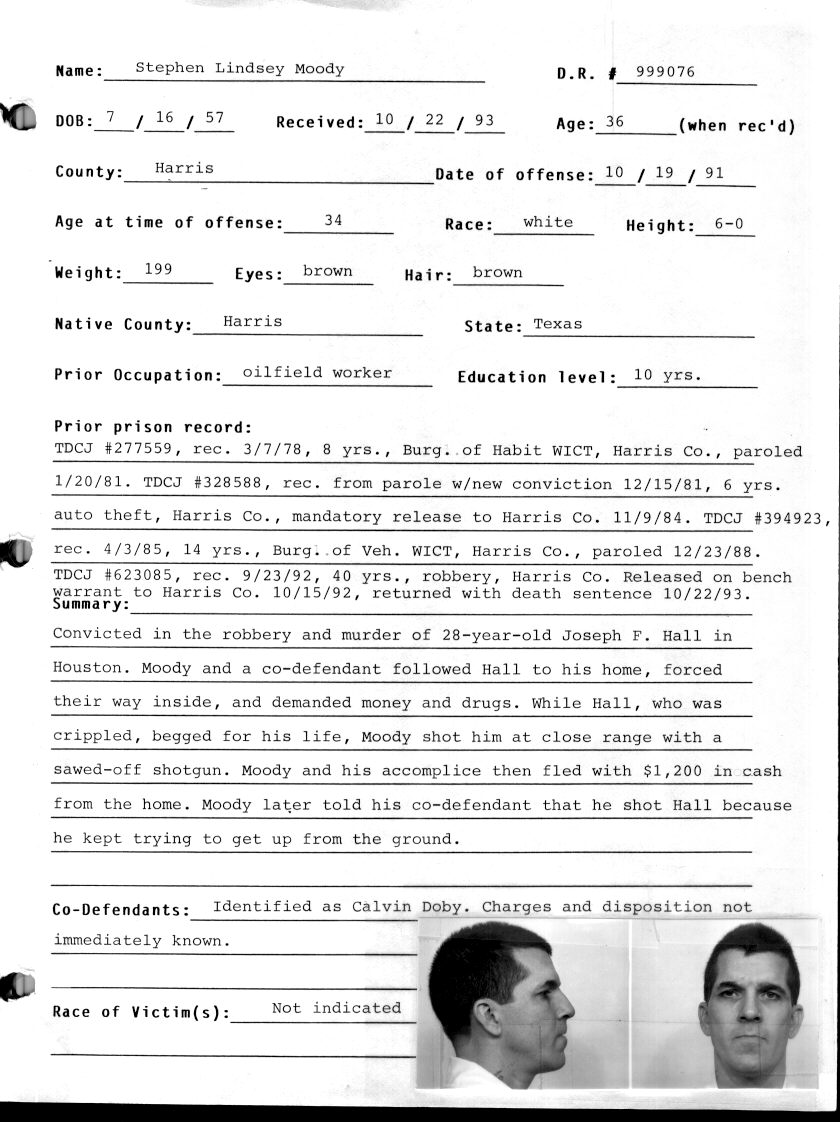 Name: Stephen Lindsey Moody D.R. # 999076
DOB: 7 / 16 / 57 Received: 10 / 22 / 93 Age: 36 (when rec'd)
County: Harris Date of offense: 10 / 19 / 91
Age at time of offense: 34 Race: white Height: 6-0
Weight: 199 Eyes: brown Hair: brown
Native County: Harris State: Texas
Prior Occupation: oilfield worker Education level: 10 yrs.
Prior prison record:
TDCJ #277559, rec. 3/7/78, 8 yrs., Burg. of Habit WICT, Harris Co., paroled
1/20/81. TDCJ #328588, rec. from parole w/new conviction 12/15/81, 6 yrs.
auto theft, Harris Co., mandatory release to Harris Co. 11/9/84. TDCJ #394923,
rec. 4/3/85, 14 yrs., Burg. of Veh. WICT, Harris Co., paroled 12/23/88.
TDCJ #623085, rec. 9/23/92, 40 yrs., robbery, Harris Co. Released on bench
warrant to Harris Co. 10/15/92, returned with death sentence 10/22/93.
Summary:
Convicted in the robbery and murder of 28-year-old Joseph F. Hall in
Houston. Moody and a co-defendant followed Hall to his home, forced
their way inside, and demanded money and drugs. While Hall, who was
crippled, begged for his life, Moody shot him at close range with a
sawed-off shotgun. Moody and his accomplice then fled with $1,200 in cash
from the home. Moody later told his co-defendant that he shot Hall because
he kept trying to get up from the ground.
Co-Defendants: Identified as Calvin Doby. Charges and disposition not
immediately known.
Race of Victim(s): Not indicated